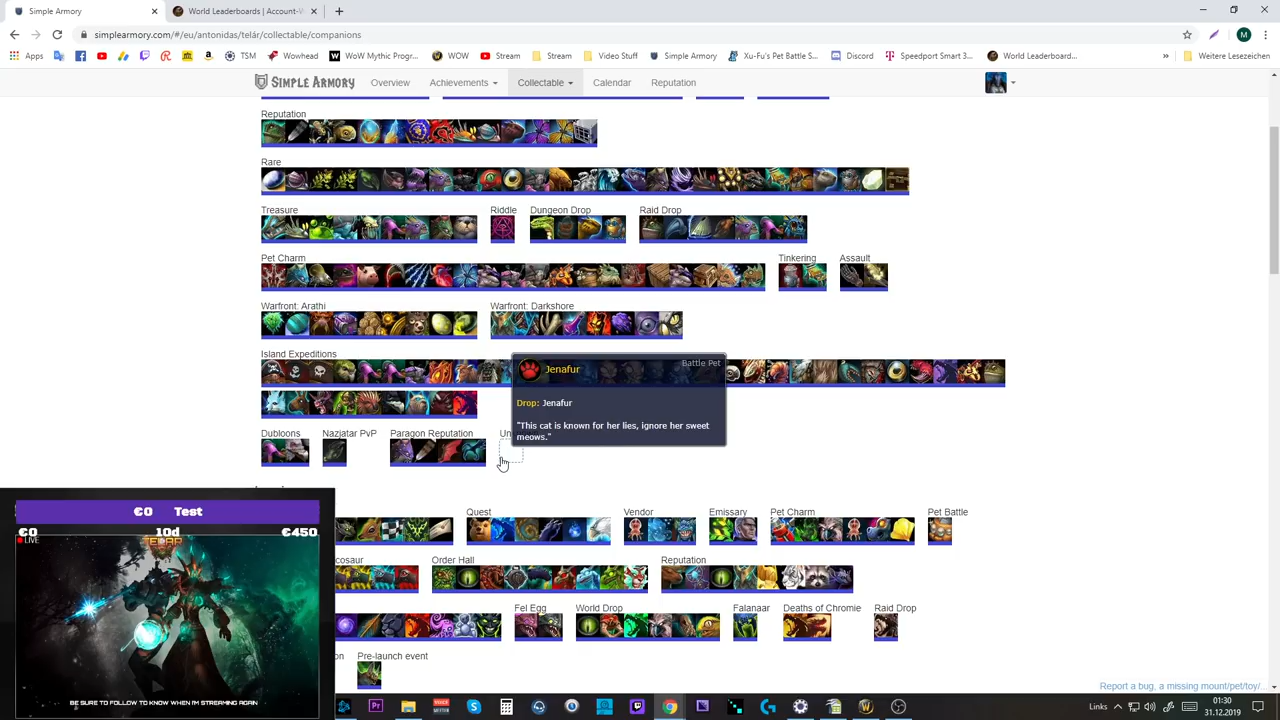 Simple Armory
World Leaderboards | Account-W
simplearmory.com/#/eu/antonidas/telár/collectable/companions
Apps
TSM
Wowhead
WoW Mythic Progr...
WOW
Stream
Stream
Video Stuff
Simple Armory
Xu-Fu's Pet Battle S...
Discord
Speedport Smart 3...
World Leaderboard...
»
Weitere Lesezeichen
SIMPLE ARMORY
Overview
Achievements
Collectable
Calendar
Reputation
Reputation
Rare
Treasure
Riddle
Dungeon Drop
Raid Drop
Pet Charm
Tinkering
Assault
Warfront: Arathi
Warfront: Darkshore
Island Expeditions
Jenafur
Battle Pet
Drop: Jenafur
"This cat is known for her lies, ignore her sweet
meows."
Dubloons
Nazjatar PvP
Paragon Reputation
Un
€0 Test
€0
10d
€450
LIVE
TELAR
BE SURE TO FOLLOW TO KNOW WHEN I'M STREAMING AGAIN
Quest
Vendor
Emissary
Pet Charm
Pet Battle
cosaur
Order Hall
Reputation
Fel Egg
World Drop
Falanaar
Deaths of Chromie
Raid Drop
on
Pre-launch event
Report a bug, a missing mount/pet/toy/...
Links
»
01:30
31.12.2019